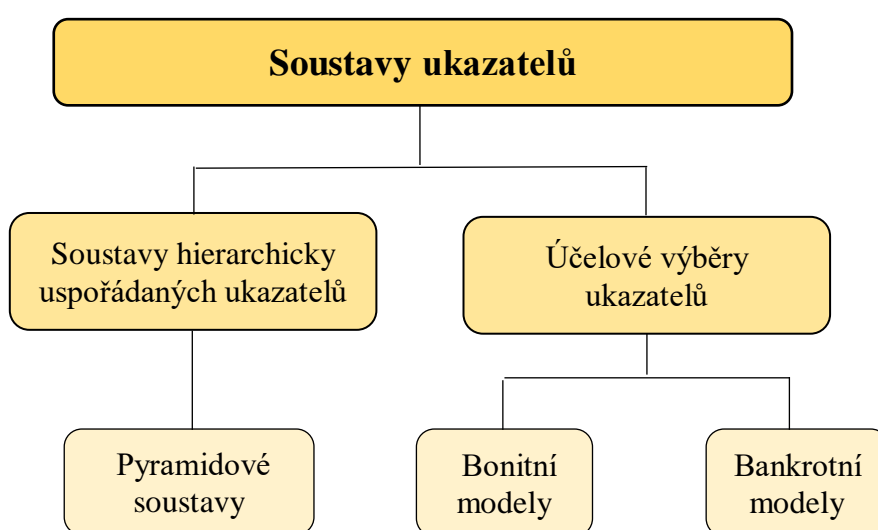 Soustavy ukazatelů
Soustavy hierarchicky
uspořádaných ukazatelů
Účelové výběry
ukazatelů
Pyramidové
soustavy
Bonitní
modely
Bankrotní
modely